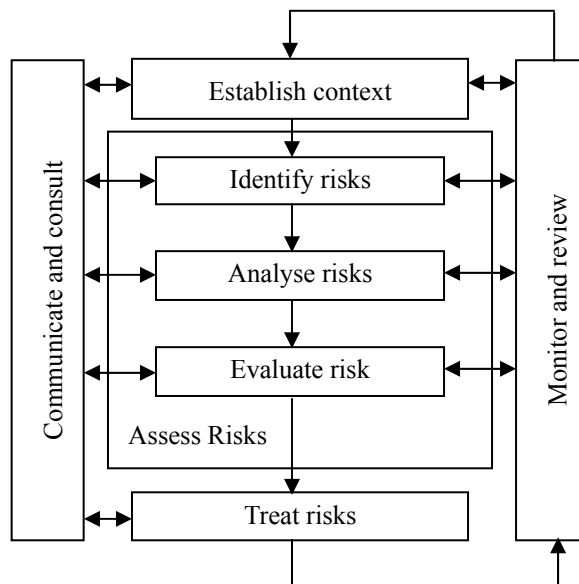 Establish context
Communicate and consult
Identify risks
Analyse risks
Evaluate risk
Assess Risks
Treat risks
Monitor and review